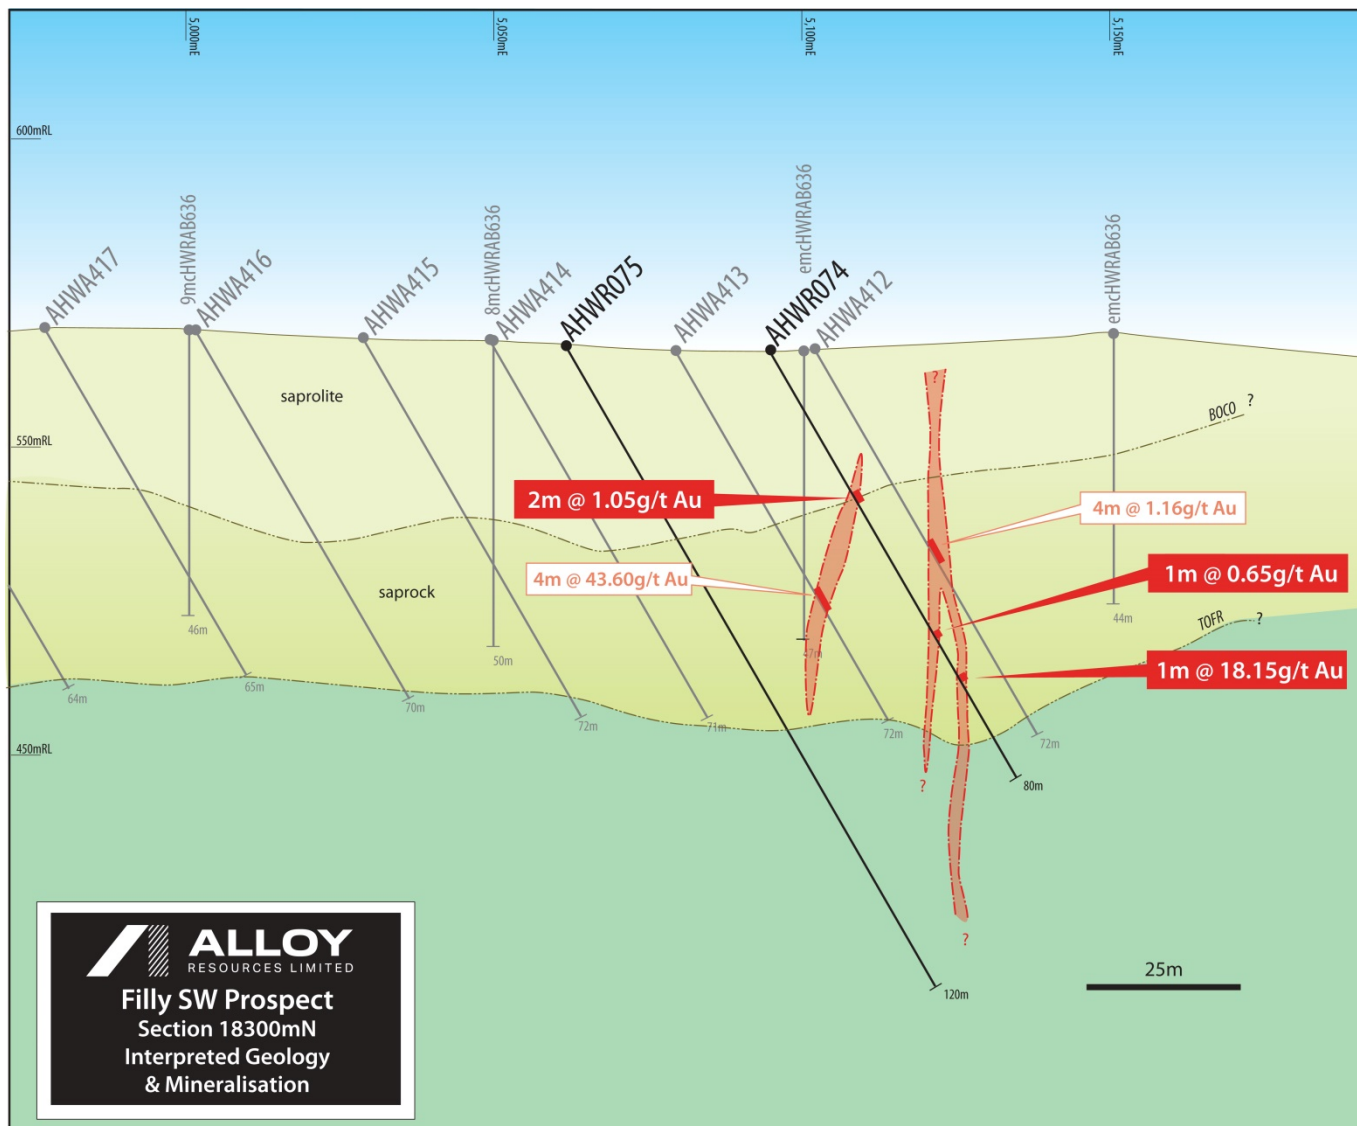 5,0000mE
5,050mE
5,100mE
5,150mE
600mRL
AHWA417
9mcHWRAB636
AHWA416
AHWA415
8mcHWRAB636
AHWA414
AHWR075
AHWA413
emcHWRAB636
AHWR074
AHWA412
emcHWRAB636
?
saprolite
BOCO ?
550mRL
2m @ 1.05g/t Au
4m @ 1.16g/t Au
4m @ 43.60g/t Au
1m @ 0.65g/t Au
saprock
44m
TOFR ?
46m
50m
47m
1m @ 18.15g/t Au
64m
65m
70m
72m
71m
72m
72m
450mRL
?
80m
?
25m
120m
ALLOY
RESOURCES LIMITED
Filly SW Prospect
Section 18300mN
Interpreted Geology
& Mineralisation